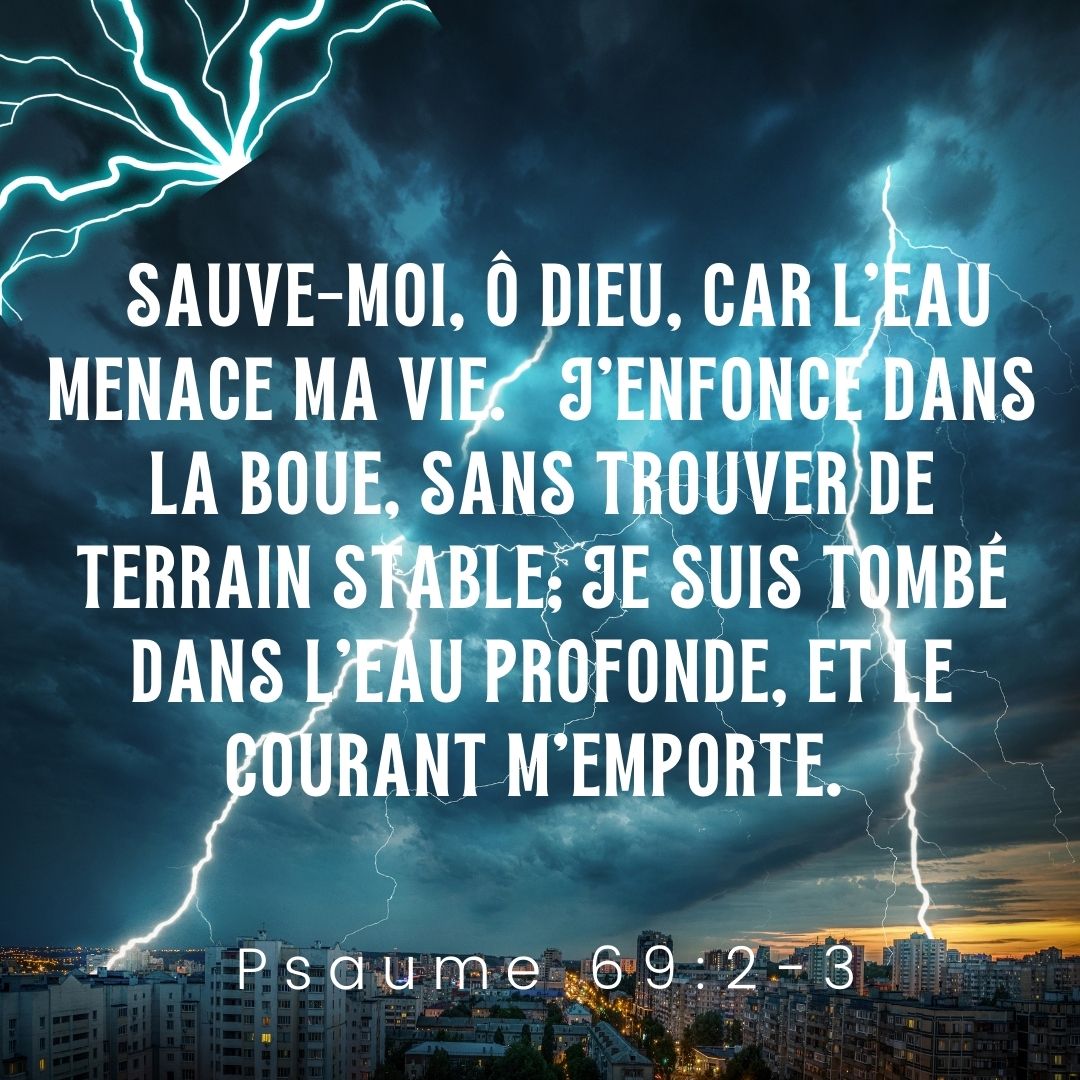 SAUVE-MOI, Ô DIEU, CAR L'EAU
MENACE MA VIE. J'ENFONCE DANS
LA BOUE, SANS TROUVER DE
TERRAIN STABLE; JE SUIS TOMBÉ
DANS L'EAU PROFONDE, ET LE
COURANT M'EMPORTE.
Psaume 69:2-3